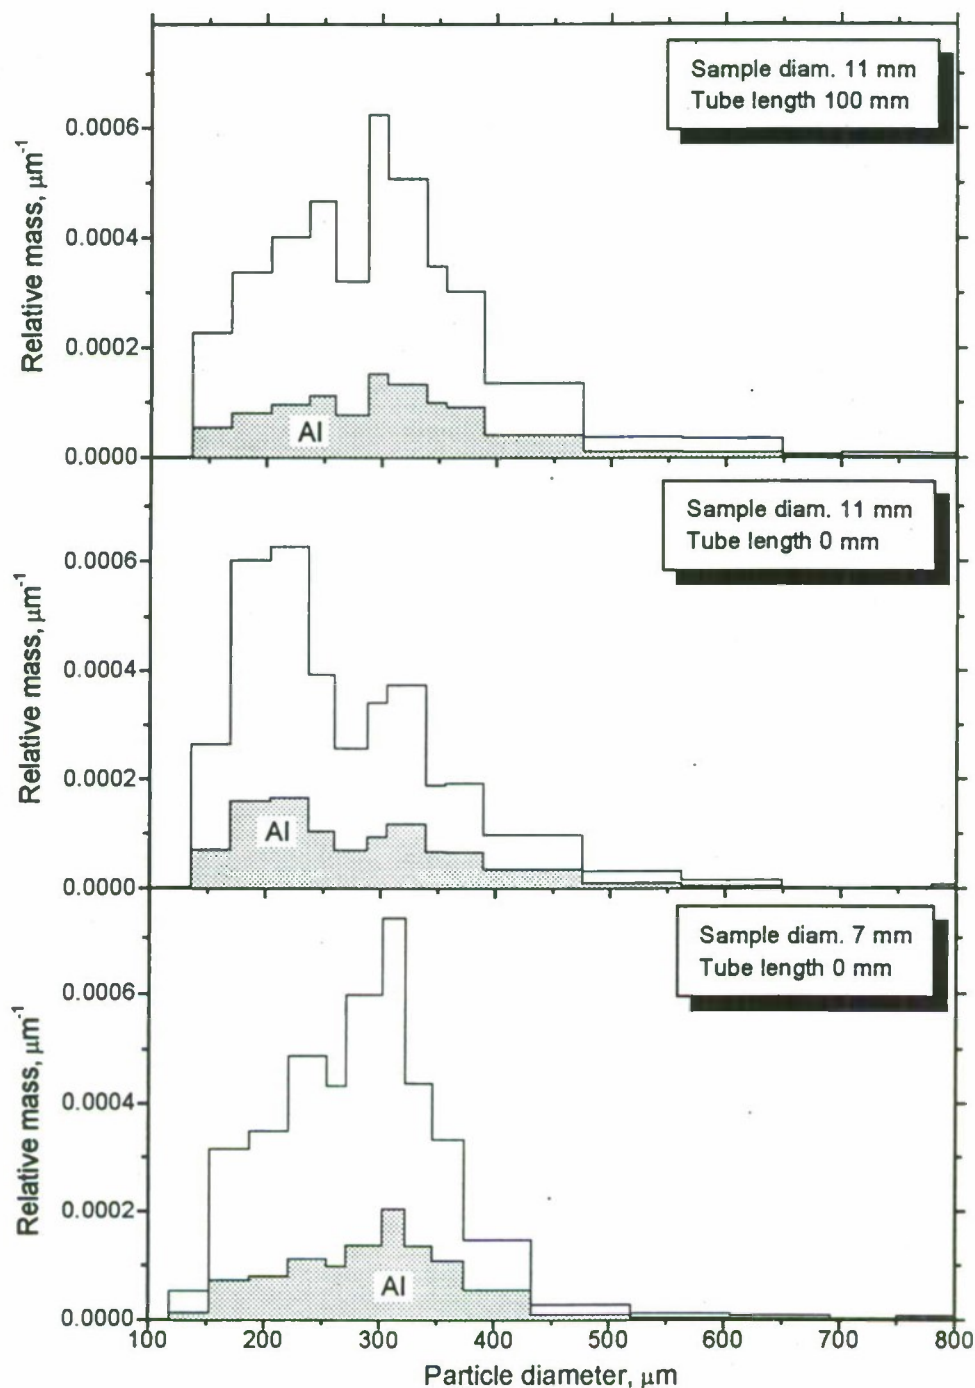 Sample diam. 11 mm
Tube length 100 mm
Relative mass, μm-1
0.0006
0.0004
0.0002
0.0000
Al
Sample diam. 11 mm
Tube length 0 mm
Relative mass, μm-1
0.0006
0.0004
0.0002
0.0000
Al
Sample diam. 7 mm
Tube length 0 mm
Relative mass, μm-1
0.0006
0.0004
0.0002
0.0000
Al
100 200 300 400 500 600 700 800
Particle diameter, μm